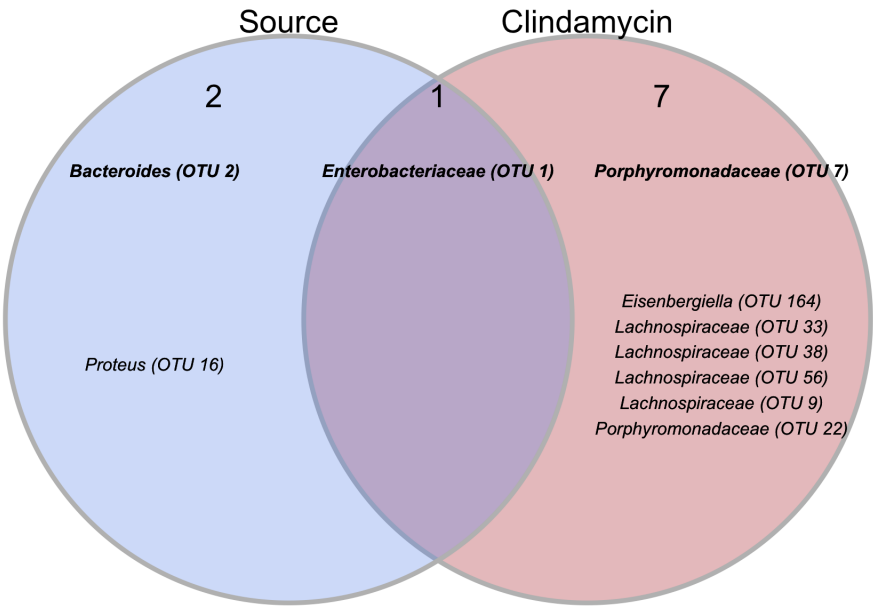 Source
Clindamycin
2
1
7
Bacteroides (OTU 2)
Enterobacteriaceae (OTU 1)
Porphyromonadaceae (OTU 7)
Proteus (OTU 16)
Eisenbergiella (OTU 164)
Lachnospiraceae (OTU 33)
Lachnospiraceae (OTU 38)
Lachnospiraceae (OTU 56)
Lachnospiraceae (OTU 9)
Porphyromonadaceae (OTU 22)